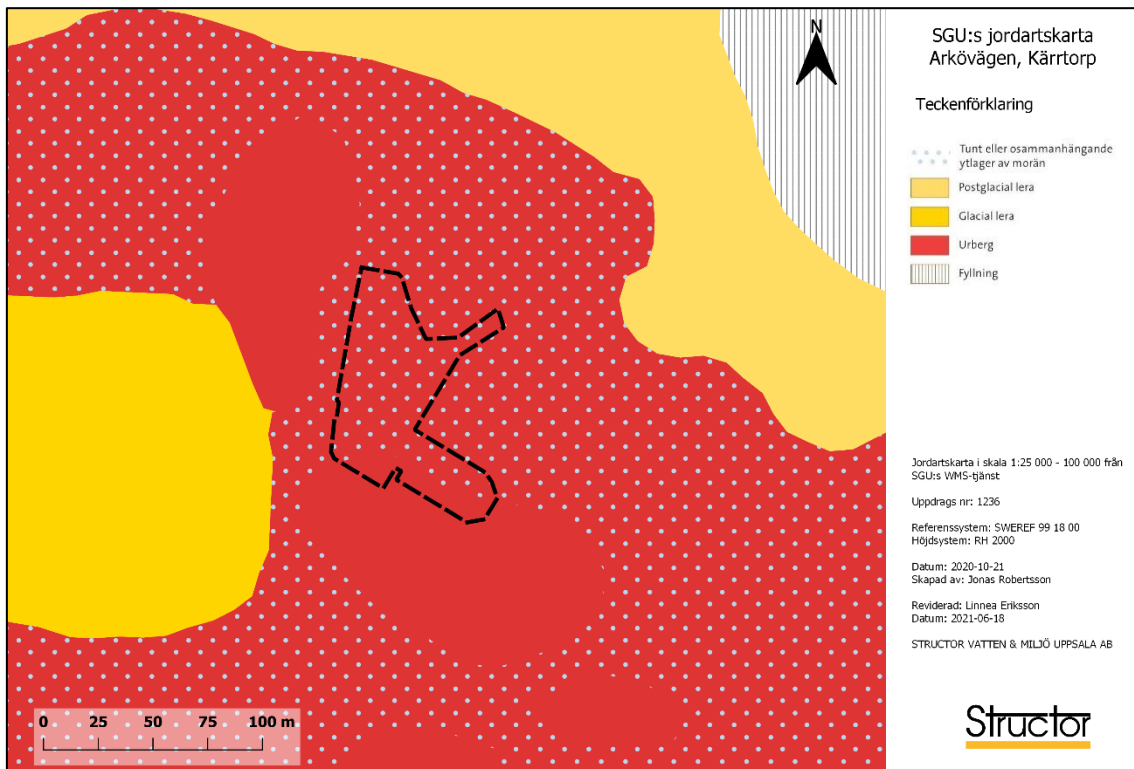 N
SGU:s jordartskarta
Arkövägen, Kärrtorp
Teckenförklaring
Tunt eller osammanhängande
ytlager av morän
Postglacial lera
Glacial lera
Urberg
Fyllning
Jordartskarta i skala 1:25 000 - 100 000 från
SGU:s WMS-tjänst
Uppdrags nr: 1236
Referenssystem: SWEREF 99 18 00
Höjdsystem: RH 2000
Datum: 2020-10-21
Skapad av: Jonas Robertsson
Reviderad: Linnea Eriksson
Datum: 2021-06-18
STRUCTOR VATTEN & MILJÖ UPPSALA AB
Structor
0 25 50 75 100 m